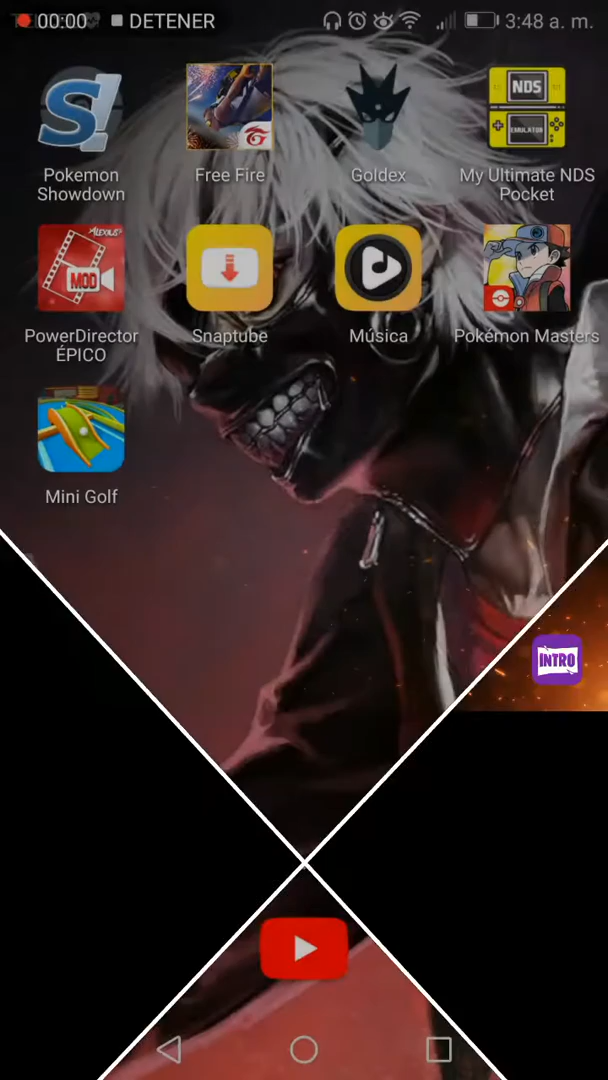 00:00 DETENER 3:48 a. m.
S!
NDS
EMULATOR
Pokemon Showdown
Free Fire
Goldex
My Ultimate NDS Pocket
ALEXIUS
MOD
PowerDirector ÉPICO
Snaptube
Música
Pokémon Masters
Mini Golf
INTRO